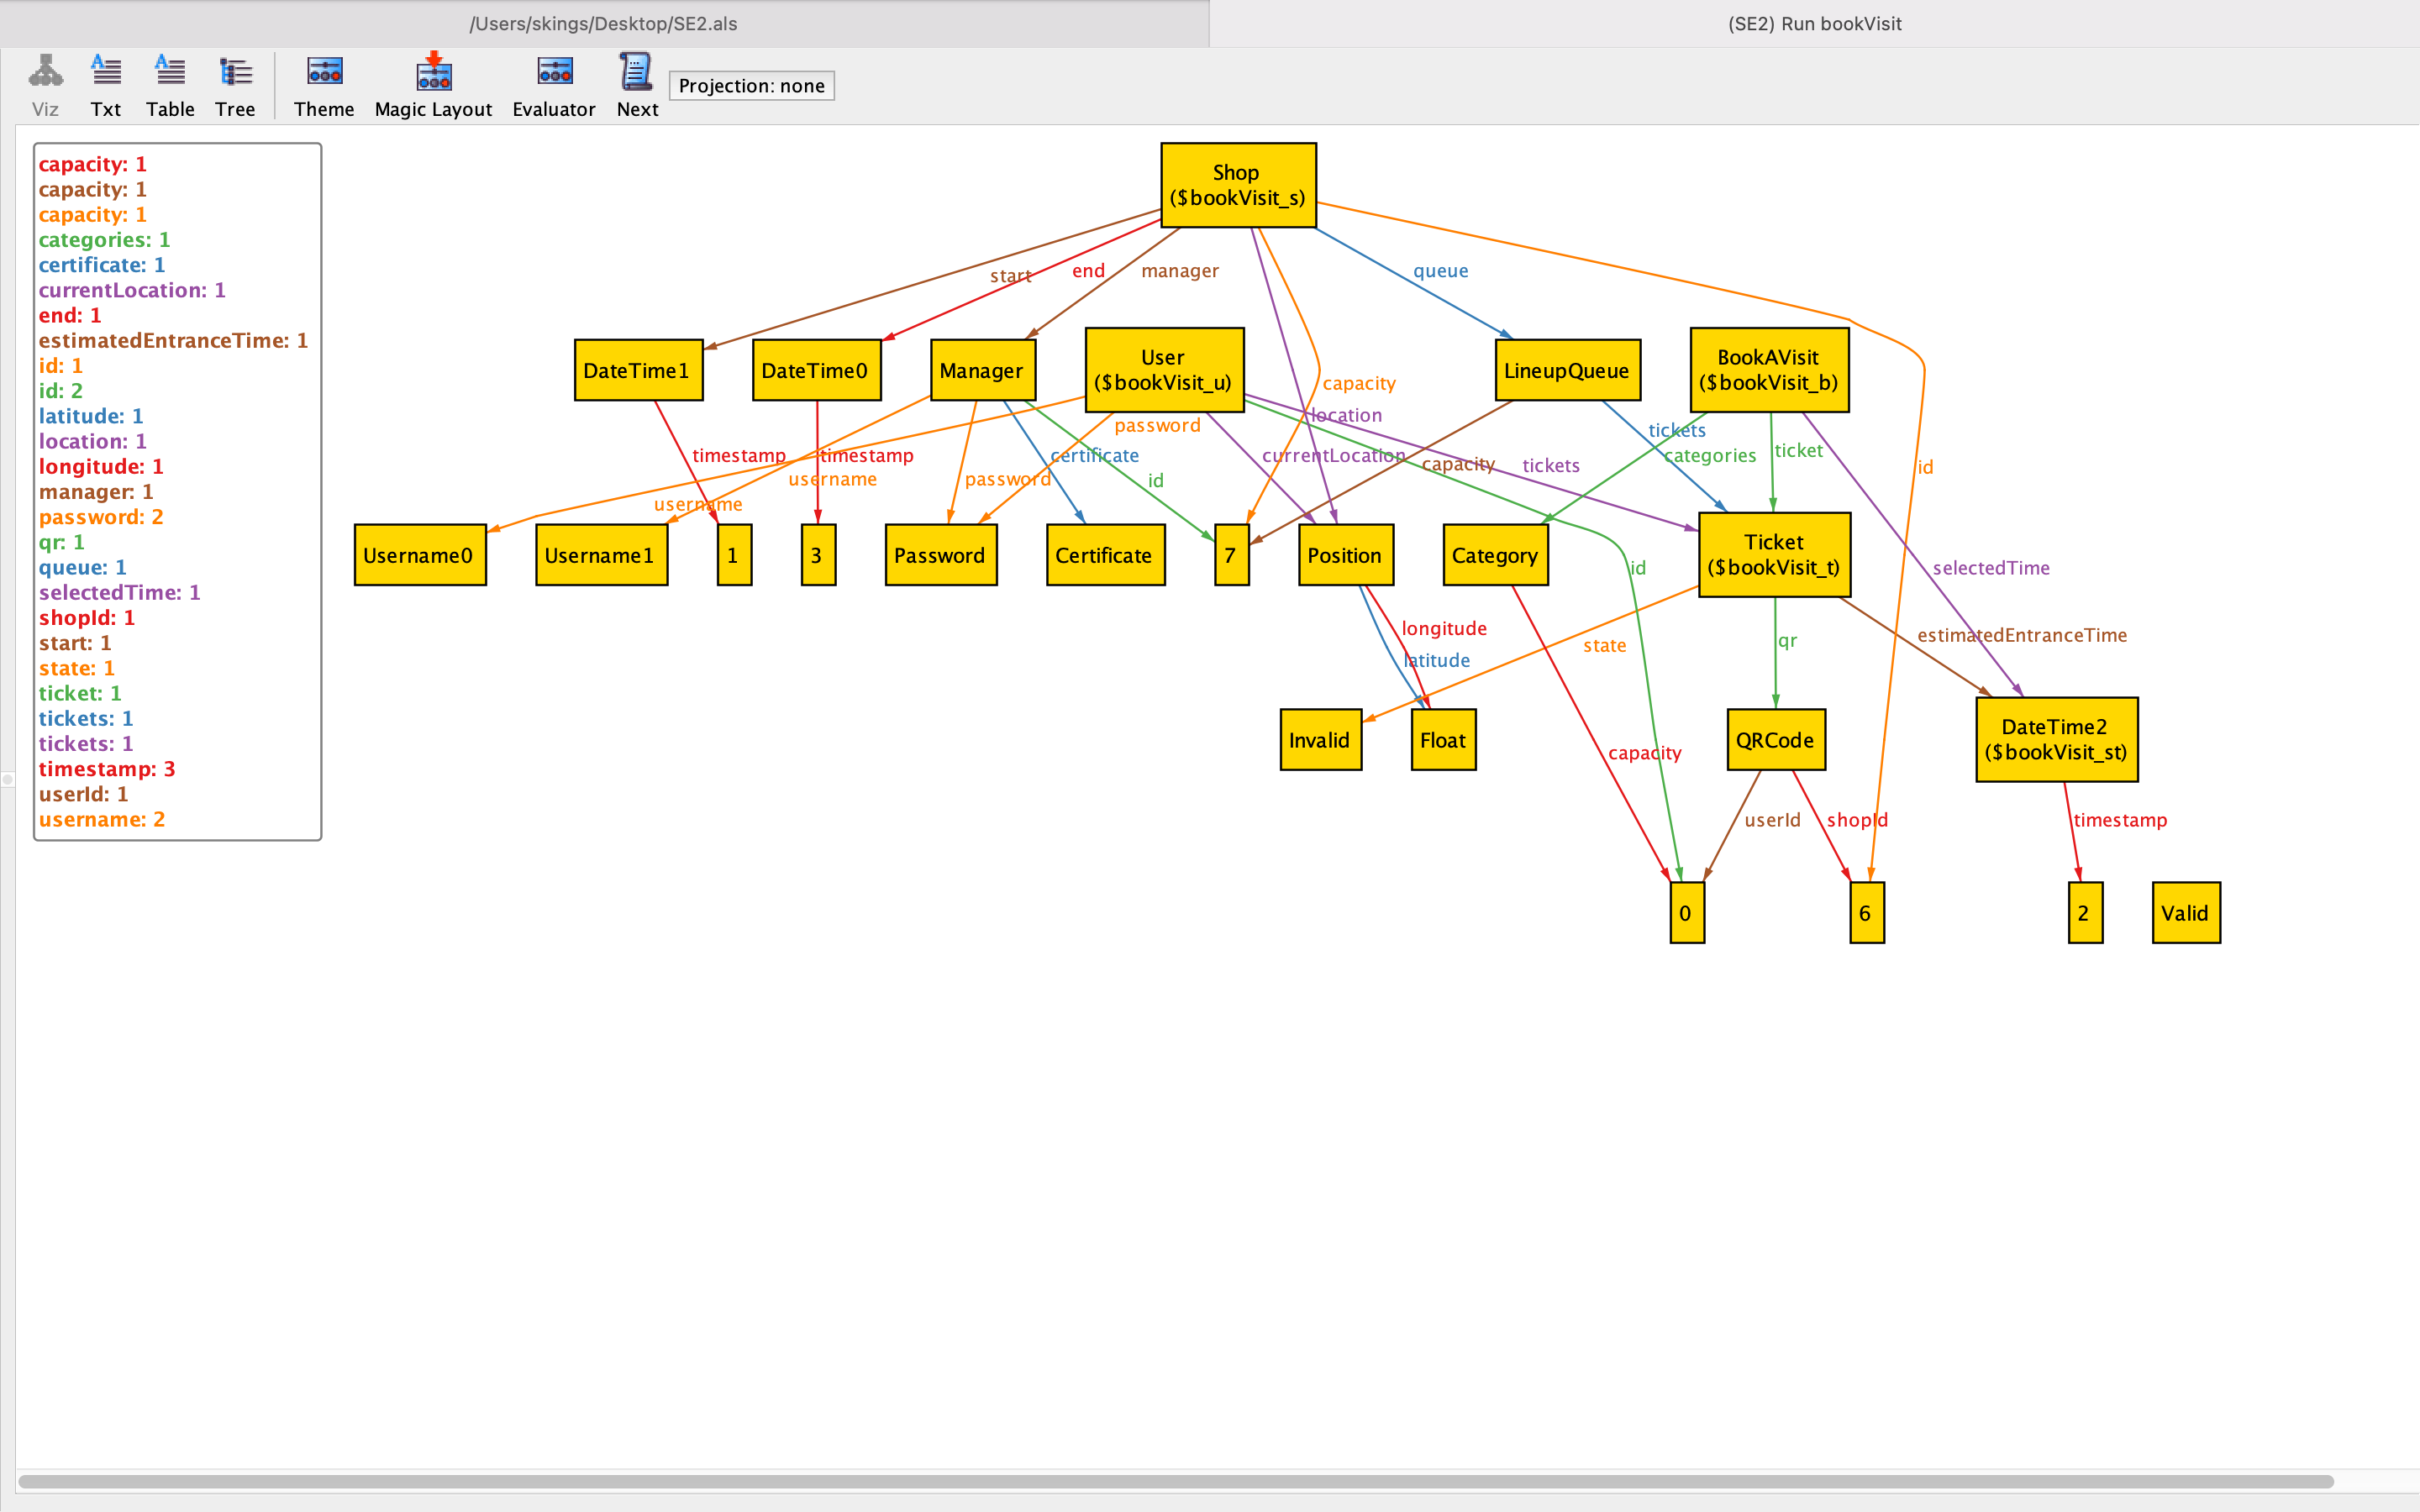 /Users/skings/Desktop/SE2.als
(SE2) Run bookVisit
Viz
Txt
Table
Tree
Theme
Magic Layout
Evaluator
Next
Projection: none
capacity: 1
capacity: 1
capacity: 1
categories: 1
certificate: 1
currentLocation: 1
end: 1
estimatedEntranceTime: 1
id: 1
id: 2
latitude: 1
location: 1
longitude: 1
manager: 1
password: 2
qr: 1
queue: 1
selectedTime: 1
shopId: 1
start: 1
state: 1
ticket: 1
tickets: 1
tickets: 1
timestamp: 3
userId: 1
username: 2
Shop
($bookVisit_s)
start
end
manager
queue
DateTime1
DateTime0
Manager
User
($bookVisit_u)
LineupQueue
BookAVisit
($bookVisit_b)
capacity
location
password
tickets
timestamp
timestamp
certificate
currentLocation
capacity
tickets
categories
ticket
id
username
password
id
username
Username0
Username1
1
3
Password
Certificate
7
Position
Category
Ticket
($bookVisit_t)
id
selectedTime
longitude
latitude
state
qr
estimatedEntranceTime
Invalid
Float
QRCode
DateTime2
($bookVisit_st)
capacity
userId
shopId
timestamp
0
6
2
Valid